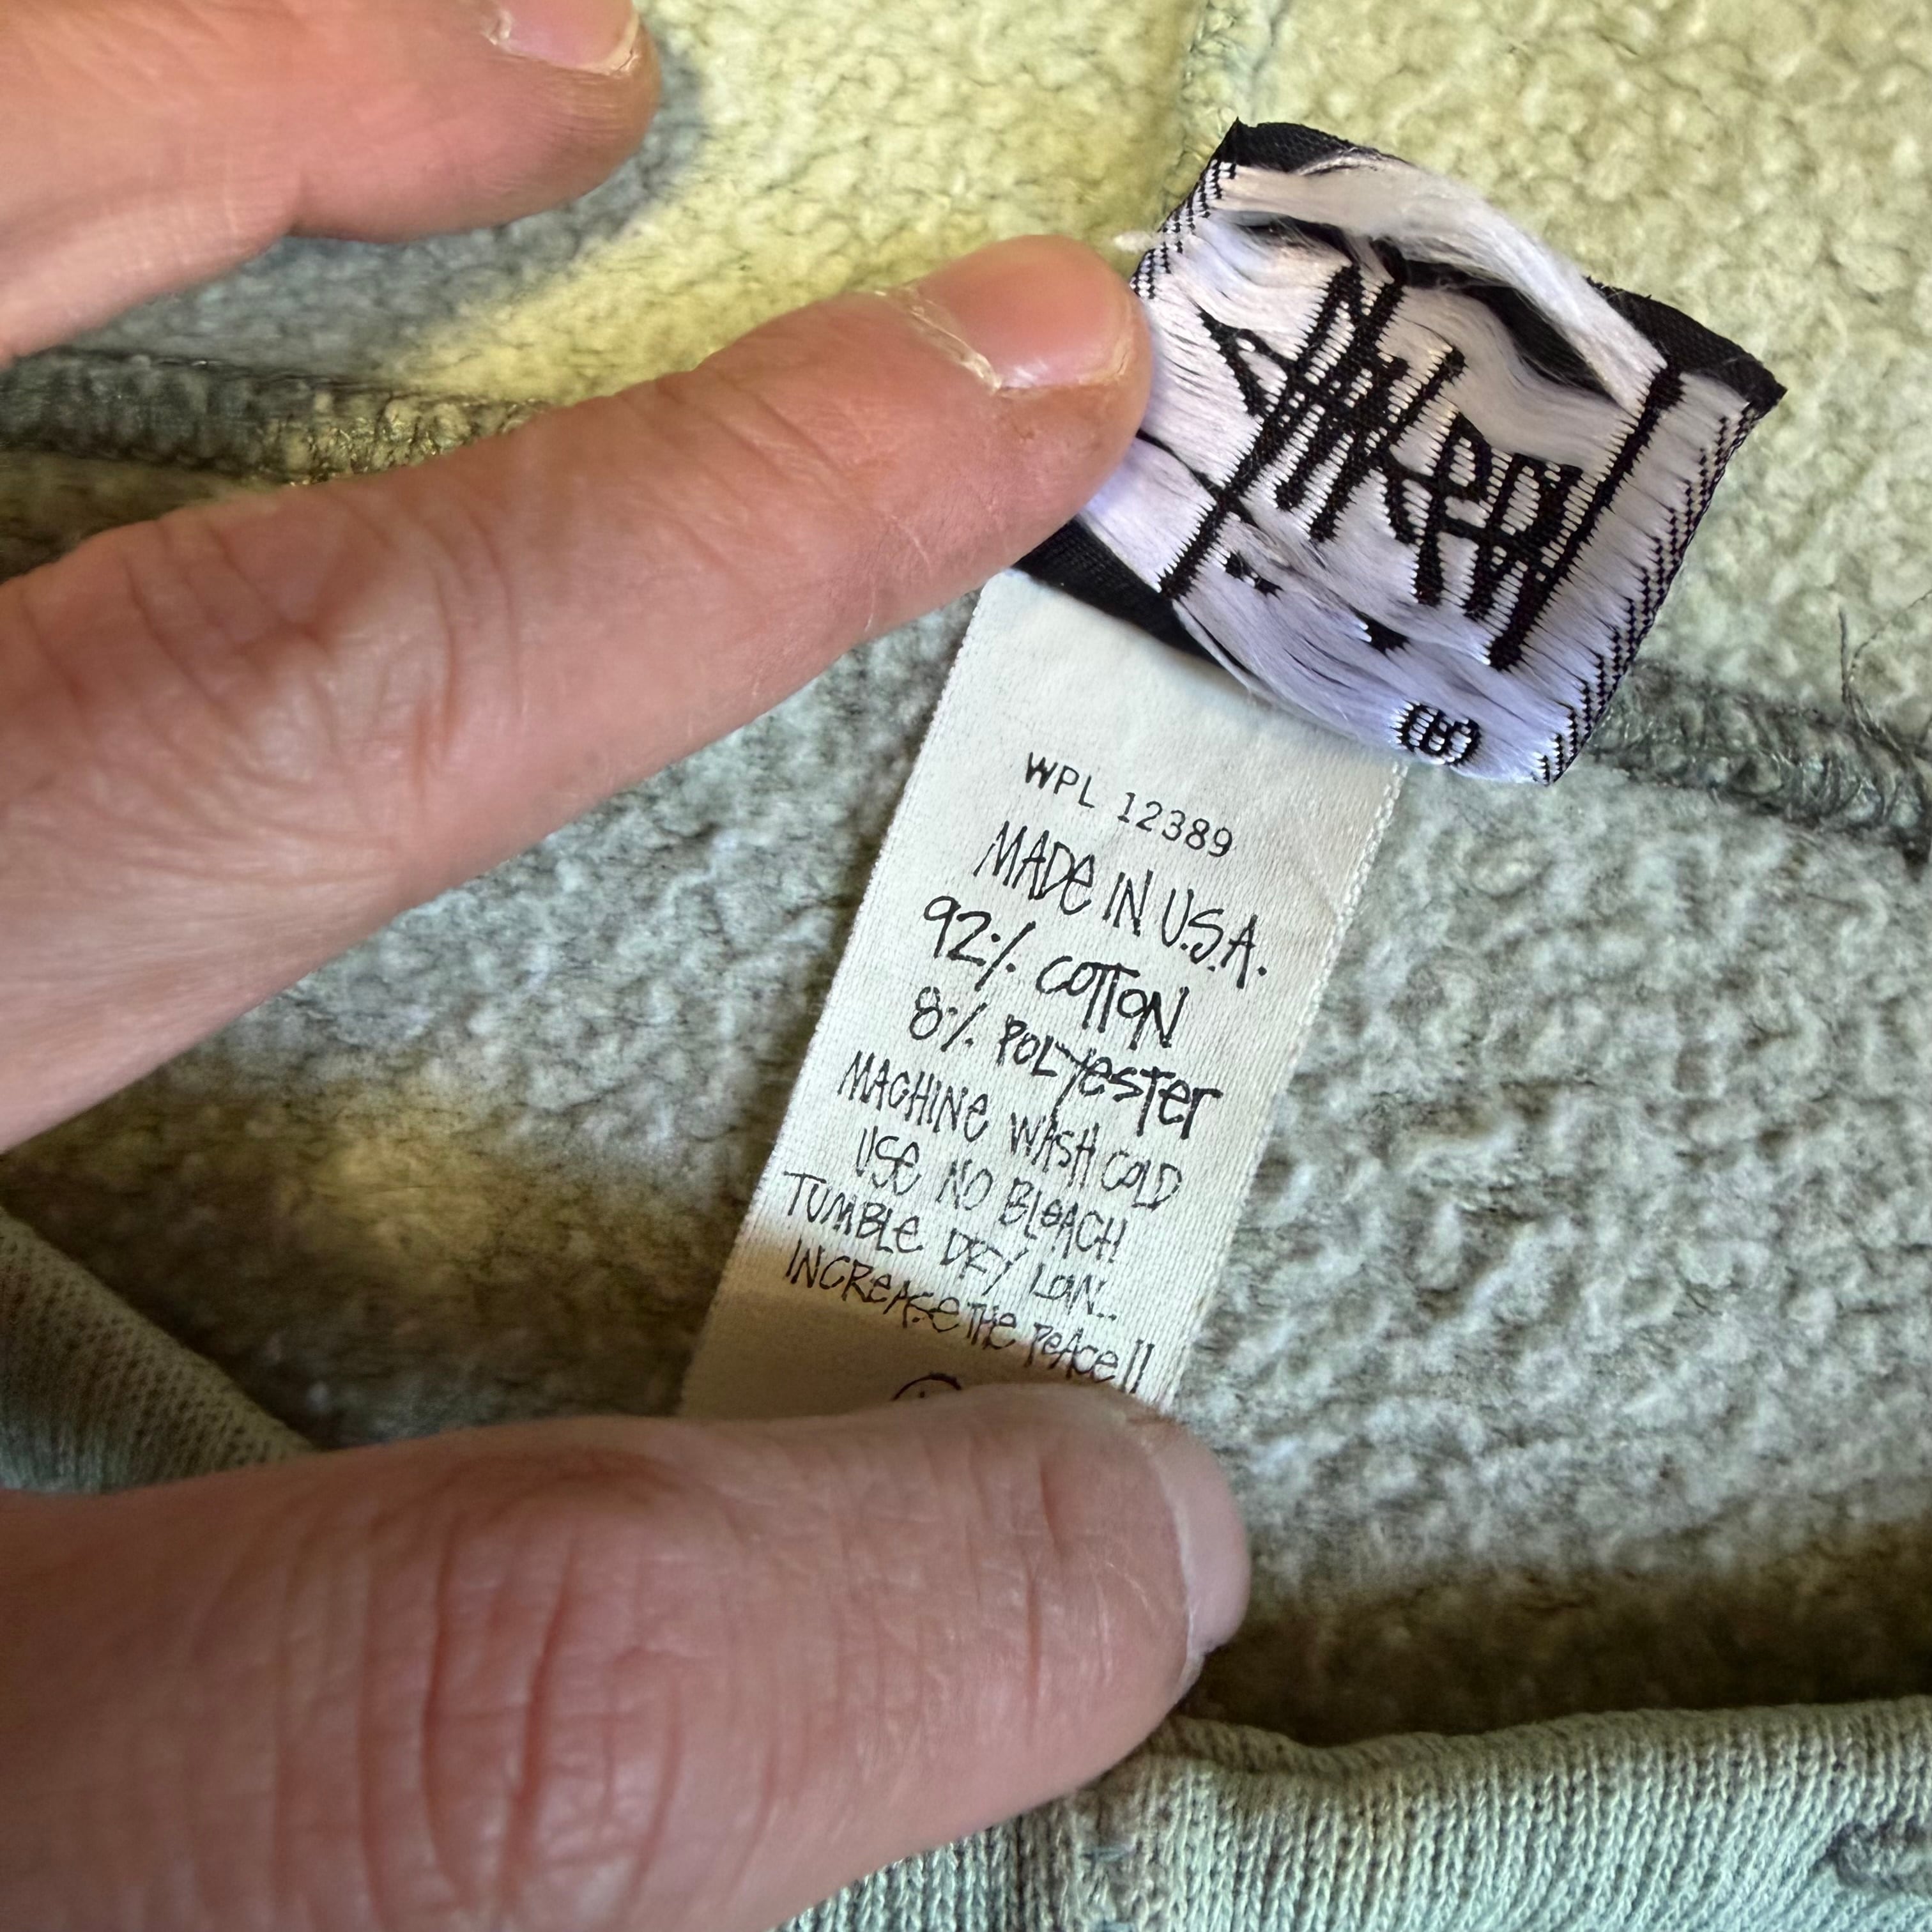 WPL 12389
MADE IN U.S.A.
92% COTTON
8% POLYESTER
MACHINE WASH COLD
USE NO BLEACH
TUMBLE DRY LOW...
INCREASE THE PEACE!!